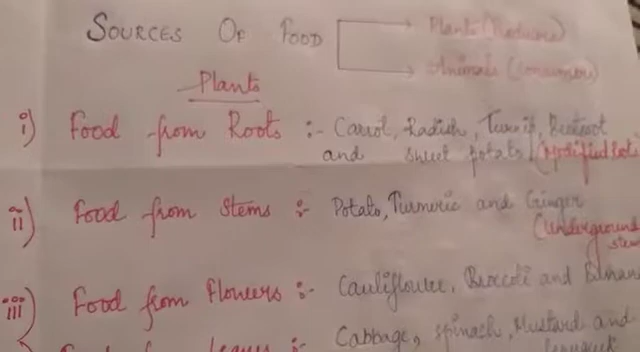 SOURCES OF FOOD
Plants (Producers)
Animals (Consumers)
Plants
i) Food from Roots :- Carrot, Radish, Turnip, Beetroot
and sweet potato (Modified Roots
ii) Food from Stems :- Potato, Turmeric and Ginger
(Underground
stem
iii) Food from Flowers :- Cauliflower, Broccoli and
Cabbage, spinach, Mustard and